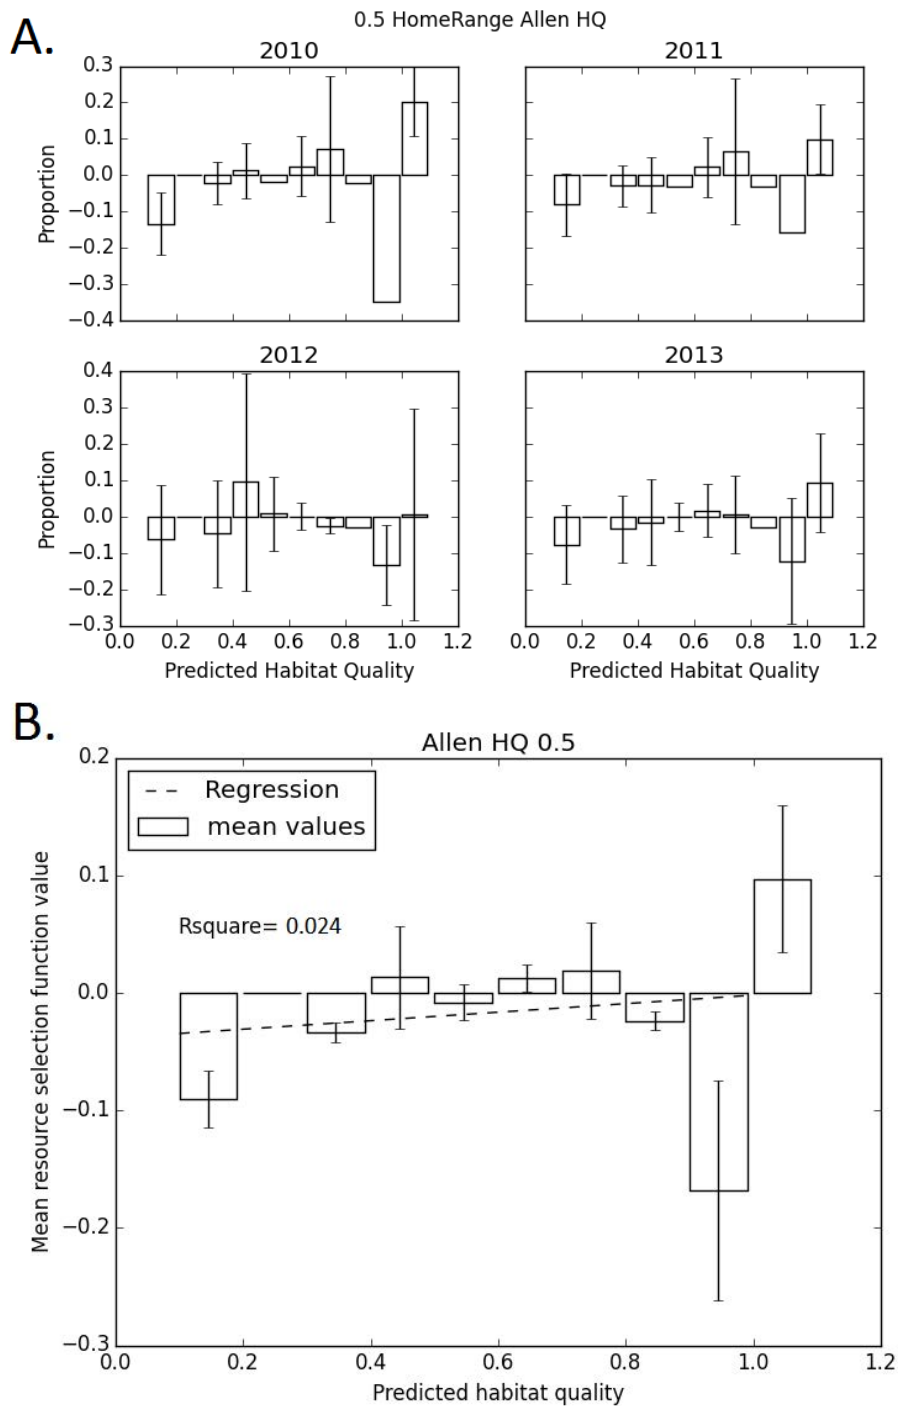 A.
0.5 HomeRange Allen HQ
2010
2011
0.3
0.2
0.1
0.0
−0.1
−0.2
−0.3
−0.4
Proportion
2012
2013
0.4
0.3
0.2
0.1
0.0
−0.1
−0.2
−0.3
Proportion
0.0 0.2 0.4 0.6 0.8 1.0 1.2
0.0 0.2 0.4 0.6 0.8 1.0 1.2
Predicted Habitat Quality
Predicted Habitat Quality
B.
Allen HQ 0.5
0.2
0.1
0.0
−0.1
−0.2
−0.3
Mean resource selection function value
Regression
mean values
Rsquare= 0.024
0.0 0.2 0.4 0.6 0.8 1.0 1.2
Predicted habitat quality